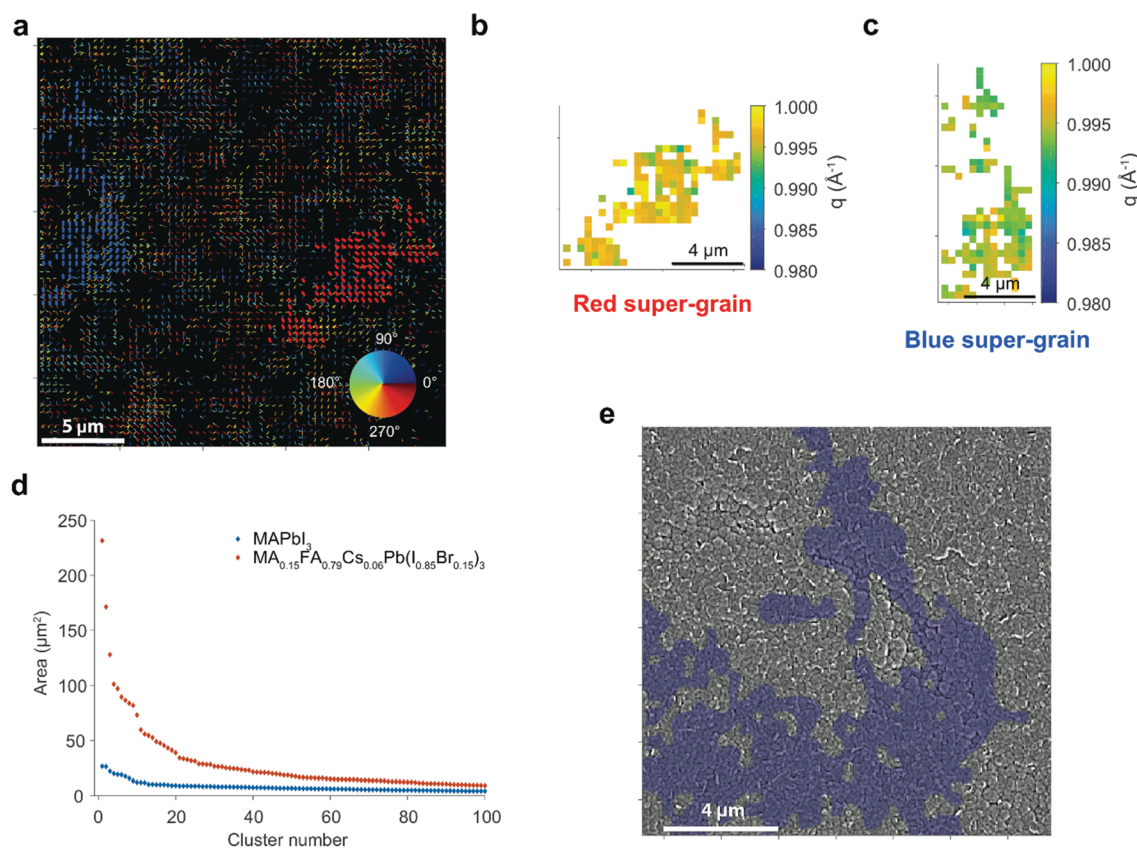 a
90°
180°
0°
270°
5 µm
b
1.000
0.995
0.990
0.985
0.980
q (Å-1)
4 µm
Red super-grain
c
1.000
0.995
0.990
0.985
0.980
q (Å-1)
4 µm
Blue super-grain
d
250
200
150
100
50
0
Area (µm2)
MAPbI3
MA0.15FA0.79Cs0.06Pb(I0.85Br0.15)3
0
20
40
60
80
100
Cluster number
e
4 µm